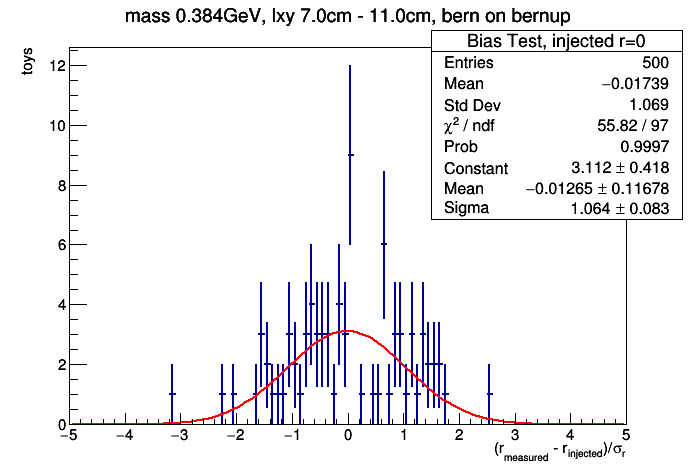 mass 0.384GeV, lxy 7.0cm - 11.0cm, bern on bernup
Bias Test, injected r=0
Entries 500
Mean −0.01739
Std Dev 1.069
χ² / ndf 55.82 / 97
Prob 0.9997
Constant 3.112 ± 0.418
Mean −0.01265 ± 0.11678
Sigma 1.064 ± 0.083
toys
12
10
8
6
4
2
0
−5 −4 −3 −2 −1 0 1 2 3 4 5
(r_measured - r_injected)/σ_r